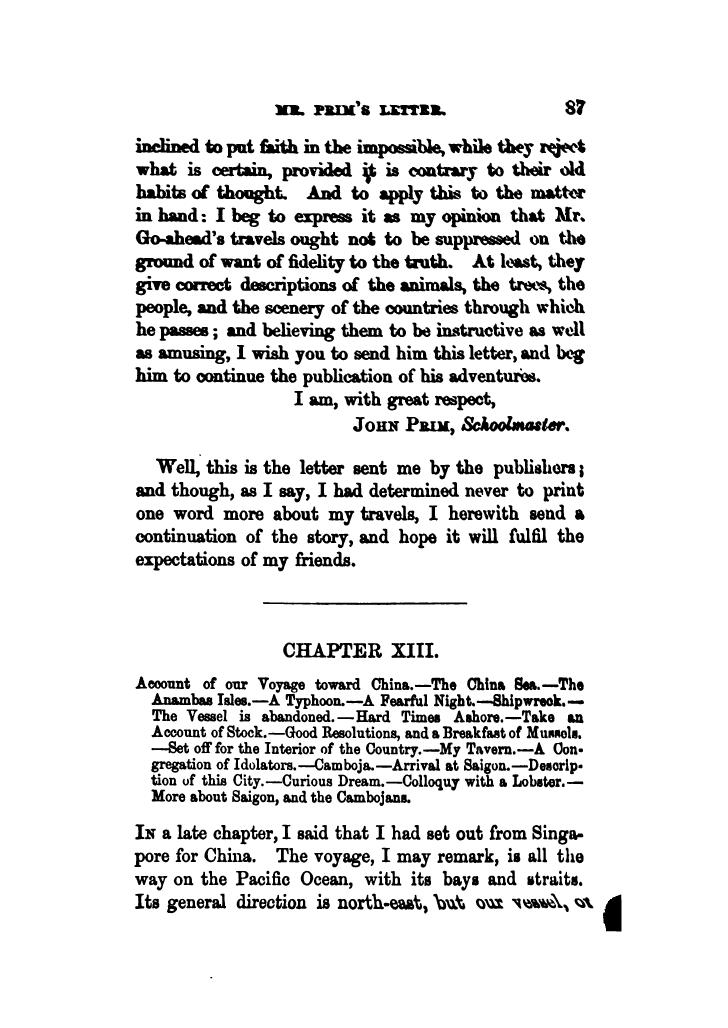 MR. PRIM'S LETTER. 87
inclined to put faith in the impossible, while they reject
what is certain, provided it is contrary to their old
habits of thought. And to apply this to the matter
in hand: I beg to express it as my opinion that Mr.
Go-ahead's travels ought not to be suppressed on the
ground of want of fidelity to the truth. At least, they
give correct descriptions of the animals, the trees, the
people, and the scenery of the countries through which
he passes; and believing them to be instructive as well
as amusing, I wish you to send him this letter, and beg
him to continue the publication of his adventures.
I am, with great respect,
JOHN PRIM, Schoolmaster.
Well, this is the letter sent me by the publishers;
and though, as I say, I had determined never to print
one word more about my travels, I herewith send a
continuation of the story, and hope it will fulfil the
expectations of my friends.
CHAPTER XIII.
Account of our Voyage toward China.—The China Sea.—The
Anambas Isles.—A Typhoon.—A Fearful Night.—Shipwreck.—
The Vessel is abandoned.—Hard Times Ashore.—Take an
Account of Stock.—Good Resolutions, and a Breakfast of Mussels.
—Set off for the Interior of the Country.—My Tavern.—A Con-
gregation of Idolators.—Camboja.—Arrival at Saigon.—Descrip-
tion of this City.—Curious Dream.—Colloquy with a Lobster.—
More about Saigon, and the Cambojans.
IN a late chapter, I said that I had set out from Singa-
pore for China. The voyage, I may remark, is all the
way on the Pacific Ocean, with its bays and straits.
Its general direction is north-east, but our vessel, or